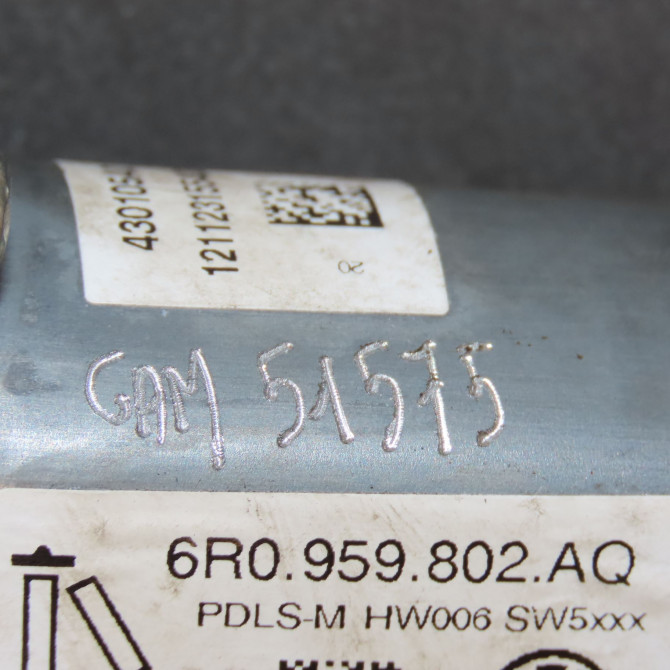 GAM 51575
6R0.959.802.AQ
PDLS-M HW006 SW5xxx